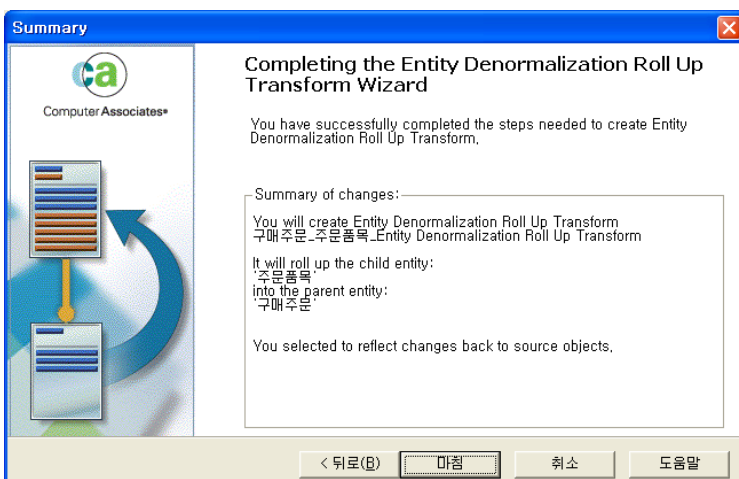 Summary
ca
Computer Associates®
Completing the Entity Denormalization Roll Up
Transform Wizard
You have successfully completed the steps needed to create Entity
Denormalization Roll Up Transform,
Summary of changes:
You will create Entity Denormalization Roll Up Transform
구매주문_주문품목_Entity Denormalization Roll Up Transform
It will roll up the child entity:
'주문품목'
into the parent entity:
'구매주문'
You selected to reflect changes back to source objects,
< 뒤로(B)
마침
취소
도움말